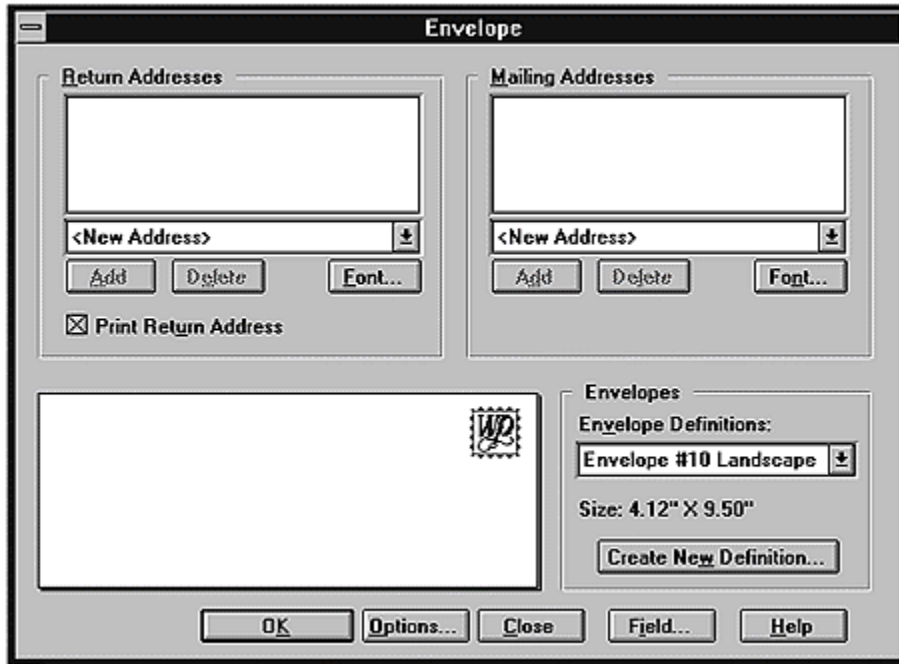 Envelope
Return Addresses
<New Address>
Add Delete Font...
Print Return Address
Mailing Addresses
<New Address>
Add Delete Font...
WP
Envelopes
Envelope Definitions:
Envelope #10 Landscape
Size: 4.12" X 9.50"
Create New Definition...
OK Options... Close Field... Help